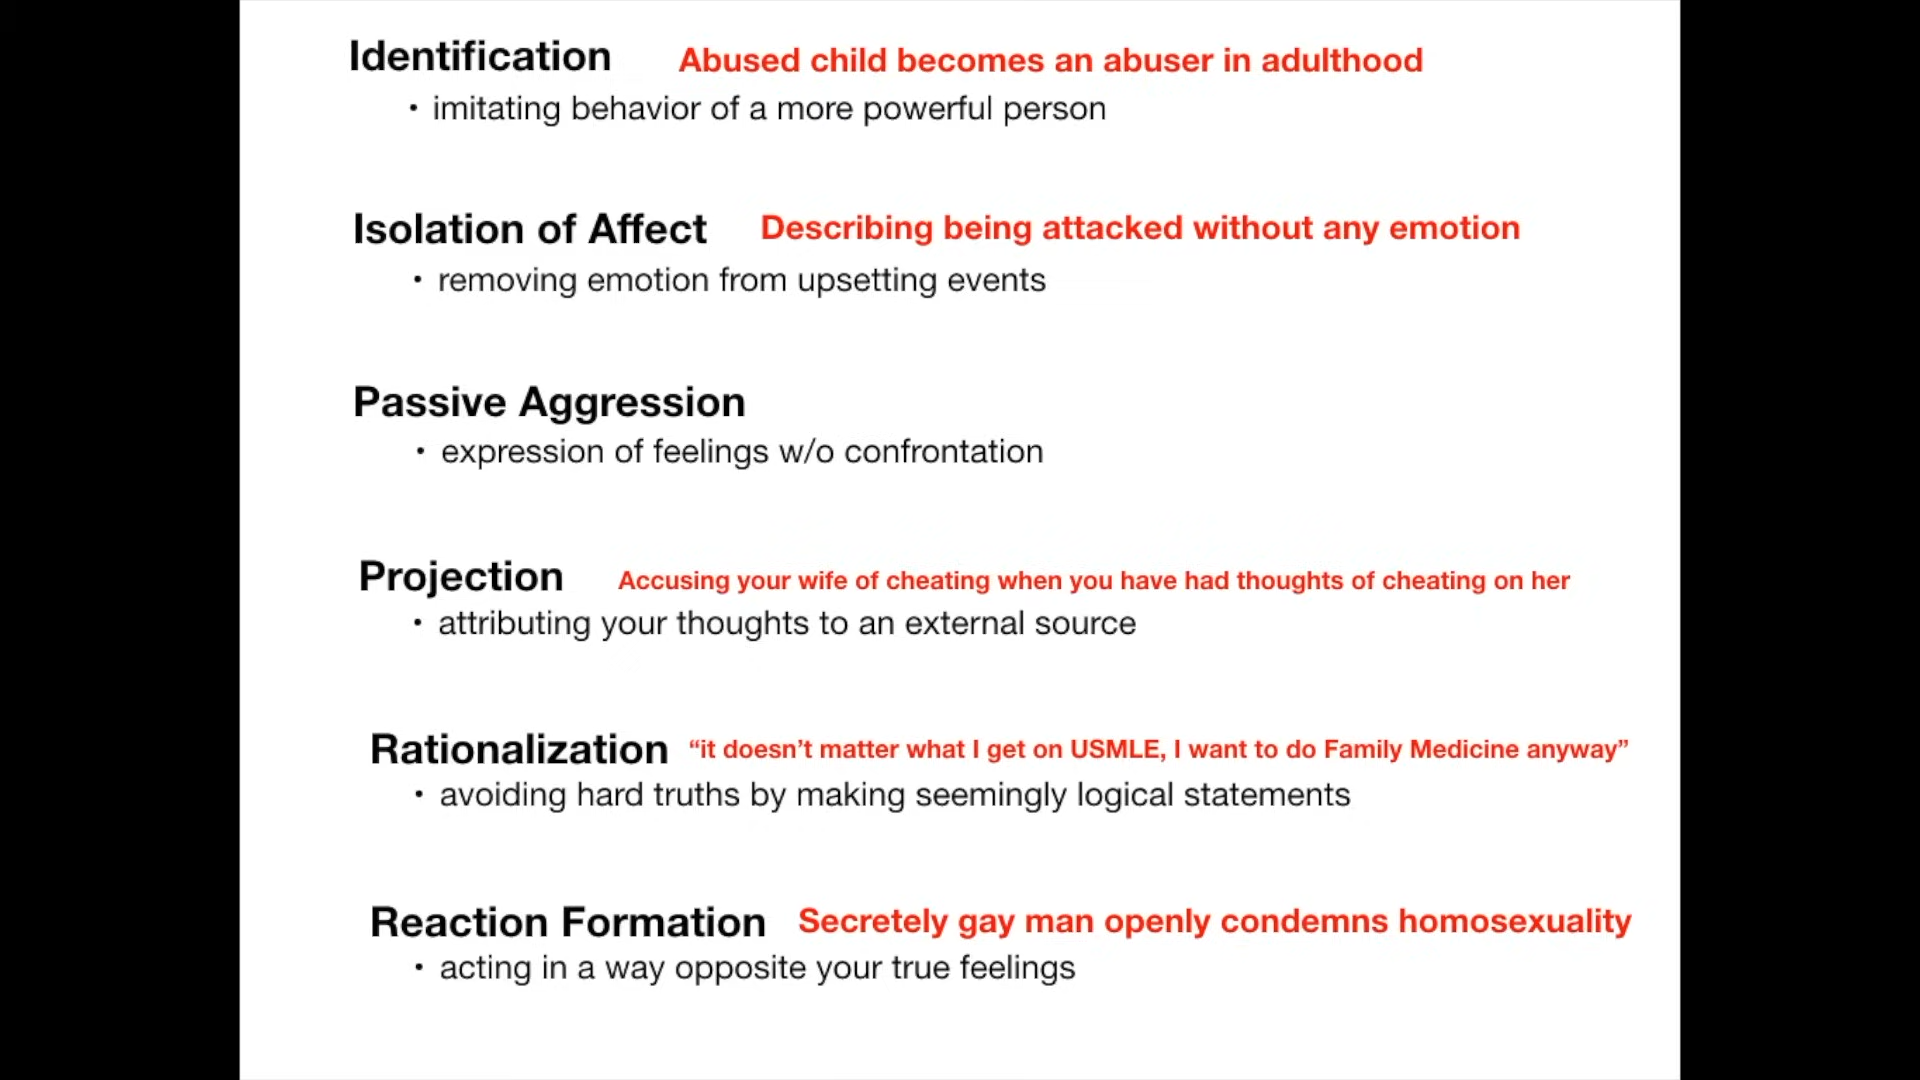 Identification Abused child becomes an abuser in adulthood
• imitating behavior of a more powerful person
Isolation of Affect Describing being attacked without any emotion
• removing emotion from upsetting events
Passive Aggression
• expression of feelings w/o confrontation
Projection Accusing your wife of cheating when you have had thoughts of cheating on her
• attributing your thoughts to an external source
Rationalization “it doesn’t matter what I get on USMLE, I want to do Family Medicine anyway”
• avoiding hard truths by making seemingly logical statements
Reaction Formation Secretely gay man openly condemns homosexuality
• acting in a way opposite your true feelings